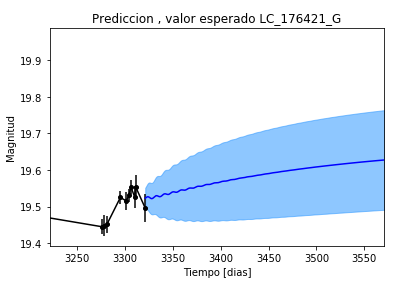 Prediccion , valor esperado LC_176421_G
Magnitud
19.9
19.8
19.7
19.6
19.5
19.4
3250 3300 3350 3400 3450 3500 3550
Tiempo [dias]